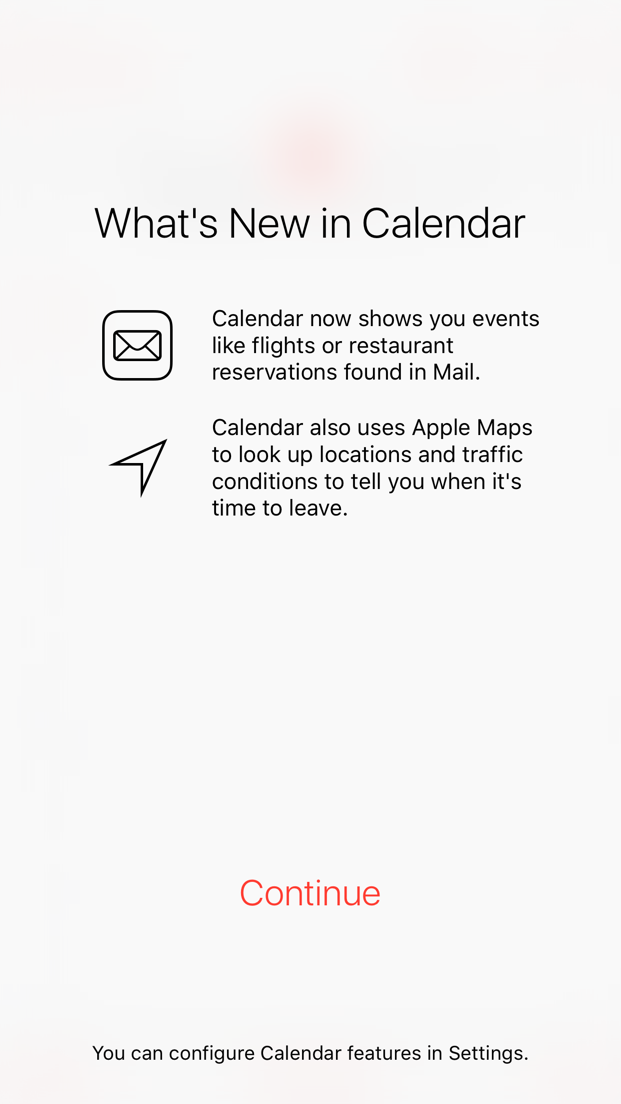 What's New in Calendar
Calendar now shows you events
like flights or restaurant
reservations found in Mail.
Calendar also uses Apple Maps
to look up locations and traffic
conditions to tell you when it's
time to leave.
Continue
You can configure Calendar features in Settings.